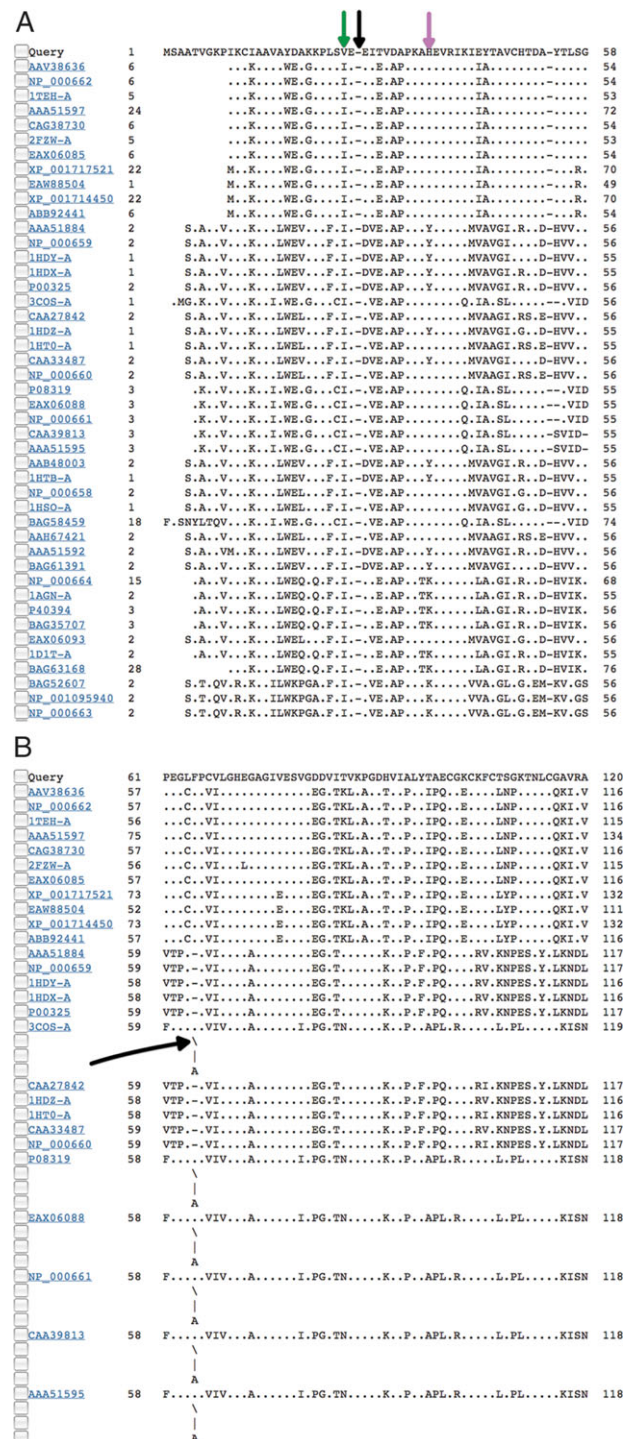 A
Query 1 MSAATVGKPIKCIAAVAYDAKKPLSVE-EITVDAPKAHEVRIKIEYTAVCHTDA-YTLSG 58
AAV38636 6 ...K....WE.G...I.-..E.AP..........IA........-..... 54
NP_000662 6 ...K....WE.G...I.-..E.AP..........IA........-..... 54
1TEH-A 5 ...K....WE.G...I.-..E.AP..........IA........-..... 53
AAA51597 24 ...K....WE.G...I.-..E.AP..........IA........-..... 72
CAG38730 6 ...K....WE.G...I.-..E.AP..........IA........-..... 54
2FZW-A 5 ...K....WE.G...I.-..E.AP..........IA........-..... 53
EAX06085 6 ...K....WE.G...I.-..E.AP..........IA........-..... 54
XP_001717521 22 M..K....WE.G...I.-..E.AP..........IA........-...R. 70
EAW88504 1 M..K....WE.G...I.-..E.AP..........IA........-...R. 49
XP_001714450 22 M..K....WE.G...I.-..E.AP..........IA........-...R. 70
ABB92441 6 M..K....WE.G...I.-..E.AP..........IA........-...R. 54
AAA51884 2 S.A..V...K...LWEV...F.I.-DVE.AP...Y.....MVAVGI.R..D-HVV.. 56
NP_000659 2 S.A..V...K...LWEV...F.I.-DVE.AP...Y.....MVAVGI.R..D-HVV.. 56
1HDY-A 1 S.A..V...K...LWEV...F.I.-DVE.AP...Y.....MVAVGI.R..D-HVV.. 55
1HDX-A 1 S.A..V...K...LWEV...F.I.-DVE.AP...Y.....MVAVGI.R..D-HVV.. 55
P00325 2 S.A..V...K...LWEV...F.I.-DVE.AP...Y.....MVAVGI.R..D-HVV.. 56
3COS-A 1 .MG.K...V...K..I.WE.G...CI.-.VE.AP........Q.IA.SL.....--..VID 56
CAA27842 2 S.A..V...K...LWEL...F.I.-.VE.AP.........MVAAGI.RS.E-HVV.. 56
1HDZ-A 1 S.A..V...K...LWEV...F.I.-DVE.AP...Y.....MVAVGI.H..D-HVV.. 55
1HT0-A 1 S.A..V...K...LWEL...F.I.-.VE.AP.........MVAAGI.RS.E-HVV.. 55
CAA33487 2 S.A..V...K...LWEV...F.I.-DVE.AP...Y.....MVAVGI.H..D-HVV.. 56
NP_000660 2 S.A..V...K...LWEL...F.I.-.VE.AP.........MVAAGI.RS.E-HVV.. 56
P08319 3 .K..V...K..I.WE.G...CI.-.VE.AP........Q.IA.SL.....--..VID 55
EAX06088 3 .K..V...K..I.WE.G...CI.-.VE.AP........Q.IA.SL.....--..VID 55
NP_000661 3 .K..V...K..I.WE.G...CI.-.VE.AP........Q.IA.SL.....--..VID 55
CAA39813 3 .K..V...K..I.WE.G...CI.-.VE.AP........Q.IA.SL.....-SVID- 55
AAA51595 3 .K..V...K..I.WE.G...CI.-.VE.AP........Q.IA.SL.....-SVID- 55
AAB48003 2 S.A..V...K...LWEV...F.I.-DVE.AP...Y.....MVAVGI.R..D-HVV.. 56
1HTB-A 1 S.A..V...K...LWEV...F.I.-DVE.AP...Y.....MVAVGI.R..D-HVV.. 55
NP_000658 2 S.A..V...K...LWEL...F.I.-.VE.AP.........MVAVGI.G..D-HVV.. 56
1HSO-A 1 S.A..V...K...LWEL...F.I.-.VE.AP.........MVAVGI.G..D-HVV.. 55
BAG58459 18 F.SNYLTQV...K..I.WE.G...CI.-.VE.AP........Q.IA.SL.....--..VID 74
AAH67421 2 S.A..V...K...LWEL...F.I.-.VE.AP.........MVAAGI.RS.E-HVV.. 56
AAA51592 2 S.A..VM..K...LWEV...F.I.-DVE.AP...Y.....MVAVGI.R..D-HVV.. 56
BAG61391 2 S.A..V...K...LWEV...F.I.-DVE.AP...Y.....MVAVGI.R..D-HVV.. 56
NP_000664 15 .A..V...K...LWEQ.Q.F.I.-..E.AP..TK......LA.GI.R..D-HVIK. 68
1AGN-A 2 .A..V...K...LWEQ.Q.F.I.-.VE.AP..TK......LA.GI.R..D-HVIK. 55
P40394 3 .A..V...K...LWEQ.Q.F.I.-.VE.AP..TK......LA.GI.R..D-HVIK. 56
BAG35707 3 .A..V...K...LWEQ.Q.F.I.-.VE.AP..TK......LA.GI.R..D-HVIK. 56
EAX06093 2 S.A..V...K...LWEL...F.I.-.VE.AP.........MVAVGI.G..D-HVV.. 56
1D1T-A 2 .A..V...K...LWEQ.Q.F.I.-.VE.AP..TK......LA.GI.R..D-HVIK. 55
BAG63168 28 ...K...LWEQ.Q.F.I.-.VE.AP..TK......LA.GI.R..D-HVIK. 76
BAG52607 2 S.T.QV.R.K...ILWKPGA.F.I.-.VE.AP...K.....VVA.GL.G.EM-KV.GS 56
NP_001095940 2 S.T.QV.R.K...ILWKPGA.F.I.-.VE.AP...K.....VVA.GL.G.EM-KV.GS 56
NP_000663 2 S.T.QV.R.K...ILWKPGA.F.I.-.VE.AP...K.....VVA.GL.G.EM-KV.GS 56
B
Query 61 PEGLFPCVLGHEGAGIVESVGDDVITVKPGDHVIALYTAECGKCKFCTSGKTNLCGAVRA 120
AAV38636 57 ...C..VI.............EG.TKL.A..T..P..IPQ..E....LNP.....QKI.V 116
NP_000662 57 ...C..VI.............EG.TKL.A..T..P..IPQ..E....LNP.....QKI.V 116
1TEH-A 56 ...C..VI.............EG.TKL.A..T..P..IPQ..E....LNP.....QKI.V 115
AAA51597 75 ...C..VI.............EG.TKL.A..T..P..IPQ..E....LNP.....QKI.V 134
CAG38730 57 ...C..VI.............EG.TKL.A..T..P..IPQ..E....LNP.....QKI.V 116
2FZW-A 56 ...C..VI...L.........EG.TKL.A..T..P..IPQ..E....LNP.....QKI.V 115
EAX06085 57 ...C..VI.............EG.TKL.A..T..P..IPQ..E....LNP.....QKI.V 116
XP_001717521 73 ...C..VI........E....EG.TKL.A..T..P..IPQ..E....LYP.....QKI.V 132
EAW88504 52 ...C..VI........E....EG.TKL.A..T..P..IPQ..E....LYP.....QKI.V 111
XP_001714450 73 ...C..VI........E....EG.TKL.A..T..P..IPQ..E....LYP.....QKI.V 132
ABB92441 57 ...C..VI........E....EG.TKL.A..T..P..IPQ..E....LYP.....QKI.V 116
AAA51884 59 VTP.-.VI....A........EG.T......K..P.F.PQ....RV.KNPES.Y.LKNDL 117
NP_000659 59 VTP.-.VI....A........EG.T......K..P.F.PQ....RV.KNPES.Y.LKNDL 117
1HDY-A 58 VTP.-.VI....A........EG.T......K..P.F.PQ....RV.KNPES.Y.LKNDL 116
1HDX-A 58 VTP.-.VI....A........EG.T......K..P.F.PQ....RV.KNPES.Y.LKNDL 116
P00325 59 VTP.-.VI....A........EG.T......K..P.F.PQ....RV.KNPES.Y.LKNDL 117
3COS-A 59 F.....VIV...A......I.PG.TN.....K..P..APL.R.....L.PL.....KISN 119
\
|
A
CAA27842 59 VTP.-.VI....A........EG.T......K..P.F.PQ....RI.KNPES.Y.LKNDL 117
1HDZ-A 58 VTP.-.VI....A........EG.T......K..P.F.PQ....RV.KNPES.Y.LKNDL 116
1HT0-A 58 VTP.-.VI....A........EG.T......K..P.F.PQ....RI.KNPES.Y.LKNDL 116
CAA33487 59 VTP.-.VI....A........EG.T......K..P.F.PQ....RV.KNPES.Y.LKNDL 117
NP_000660 59 VTP.-.VI....A........EG.T......K..P.F.PQ....RI.KNPES.Y.LKNDL 117
P08319 58 F.....VIV...A......I.PG.TN.....K..P..APL.R.....L.PL.....KISN 118
\
|
A
EAX06088 58 F.....VIV...A......I.PG.TN.....K..P..APL.R.....L.PL.....KISN 118
\
|
A
NP_000661 58 F.....VIV...A......I.PG.TN.....K..P..APL.R.....L.PL.....KISN 118
\
|
A
CAA39813 58 F.....VIV...A......I.PG.TN.....K..P..APL.R.....L.PL.....KISN 118
\
|
A
AAA51595 58 F.....VIV...A......I.PG.TN.....K..P..APL.R.....L.PL.....KISN 118
\
|
A